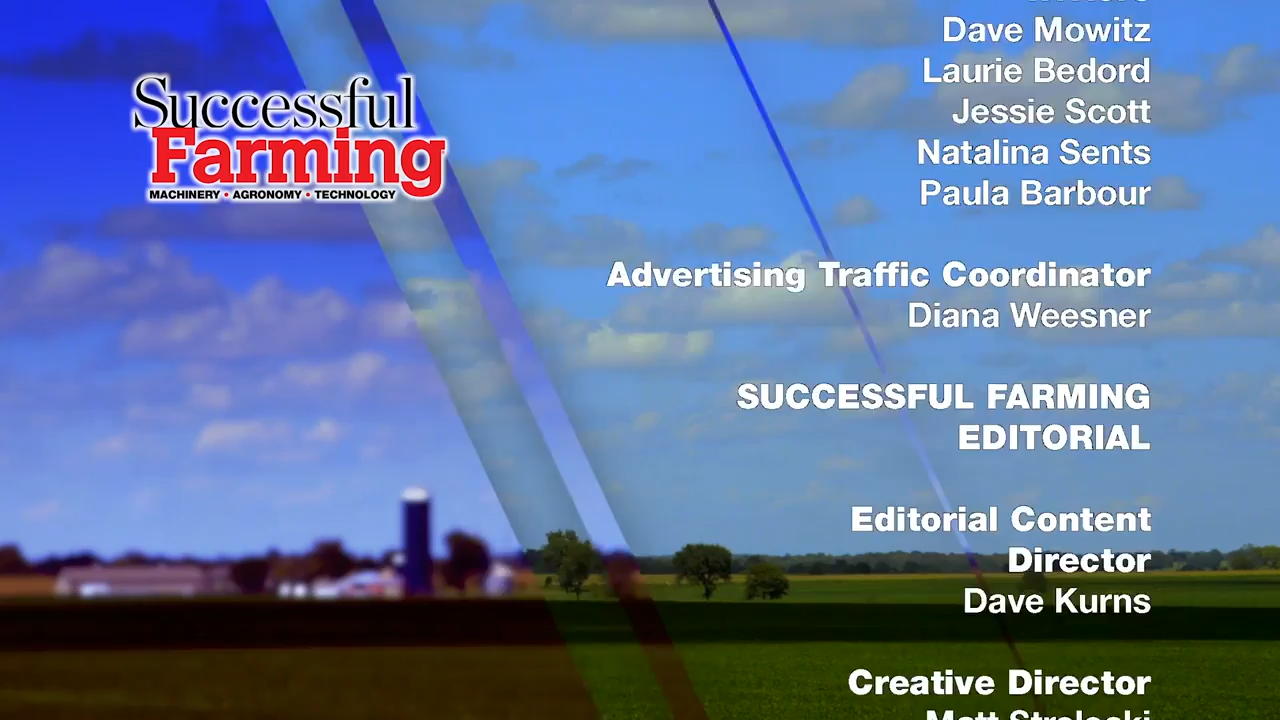 Successful
Farming
MACHINERY • AGRONOMY • TECHNOLOGY
Dave Mowitz
Laurie Bedord
Jessie Scott
Natalina Sents
Paula Barbour
Advertising Traffic Coordinator
Diana Weesner
SUCCESSFUL FARMING
EDITORIAL
Editorial Content
Director
Dave Kurns
Creative Director